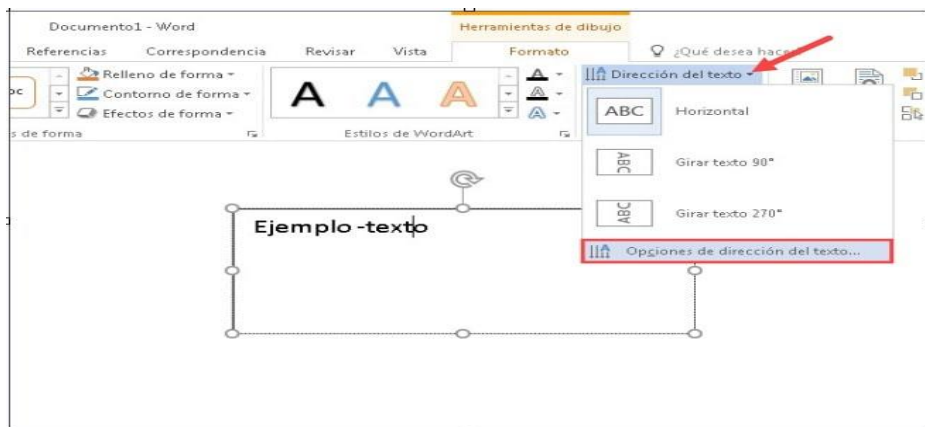 Documento1 - Word
Herramientas de dibujo
Referencias
Correspondencia
Revisar
Vista
Formato
¿Qué desea hacer
Relleno de forma
Contorno de forma
Efectos de forma
s de forma
A A A
Estilos de WordArt
Dirección del texto
ABC Horizontal
ABC Girar texto 90°
ABC Girar texto 270°
Opciones de dirección del texto...
Ejemplo -texto